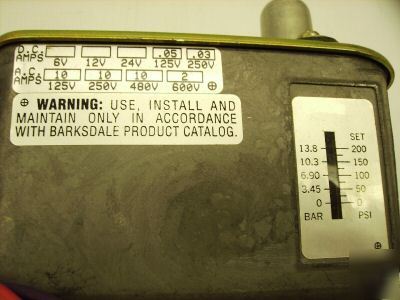 D.C. AMPS .05 .03
6V 12V 24V 125V 250V
A.C. AMPS 10 10 10 2
125V 250V 480V 600V
WARNING: USE, INSTALL AND
MAINTAIN ONLY IN ACCORDANCE
WITH BARKSDALE PRODUCT CATALOG.
SET
13.8 200
10.3 150
6.90 100
3.45 50
0 0
BAR PSI